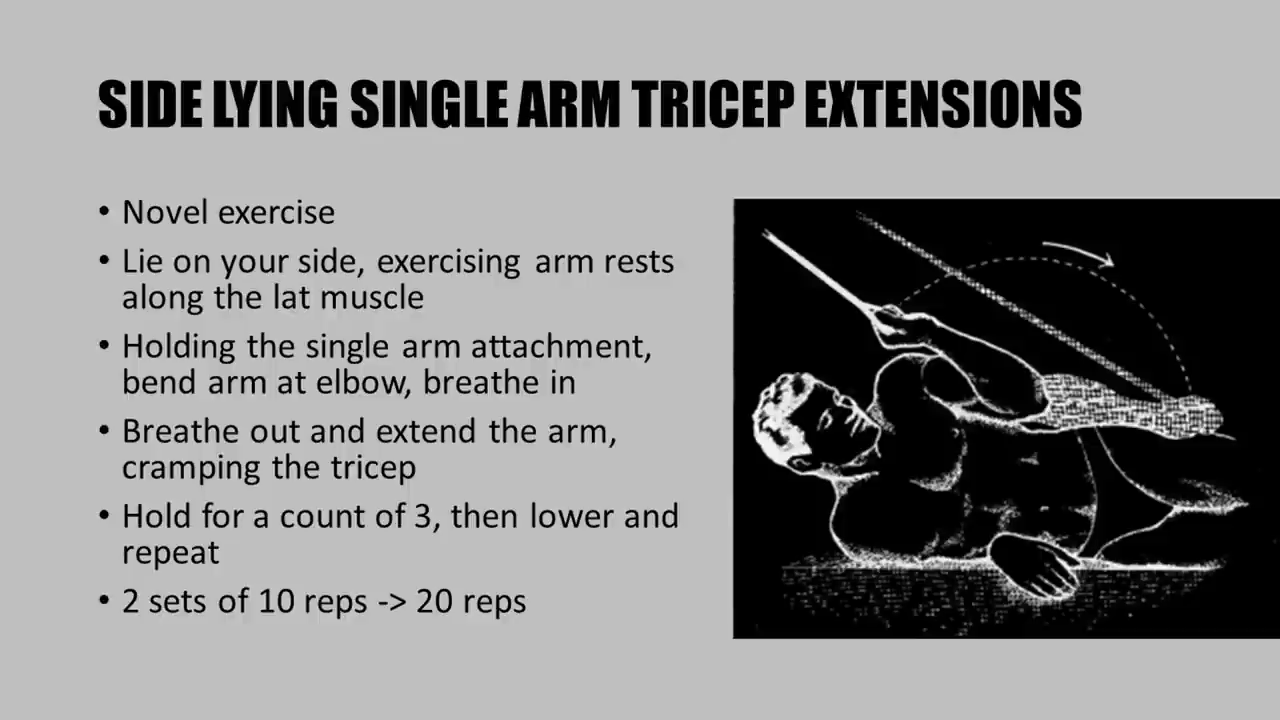 SIDE LYING SINGLE ARM TRICEP EXTENSIONS
• Novel exercise
• Lie on your side, exercising arm rests
along the lat muscle
• Holding the single arm attachment,
bend arm at elbow, breathe in
• Breathe out and extend the arm,
cramping the tricep
• Hold for a count of 3, then lower and
repeat
• 2 sets of 10 reps -> 20 reps